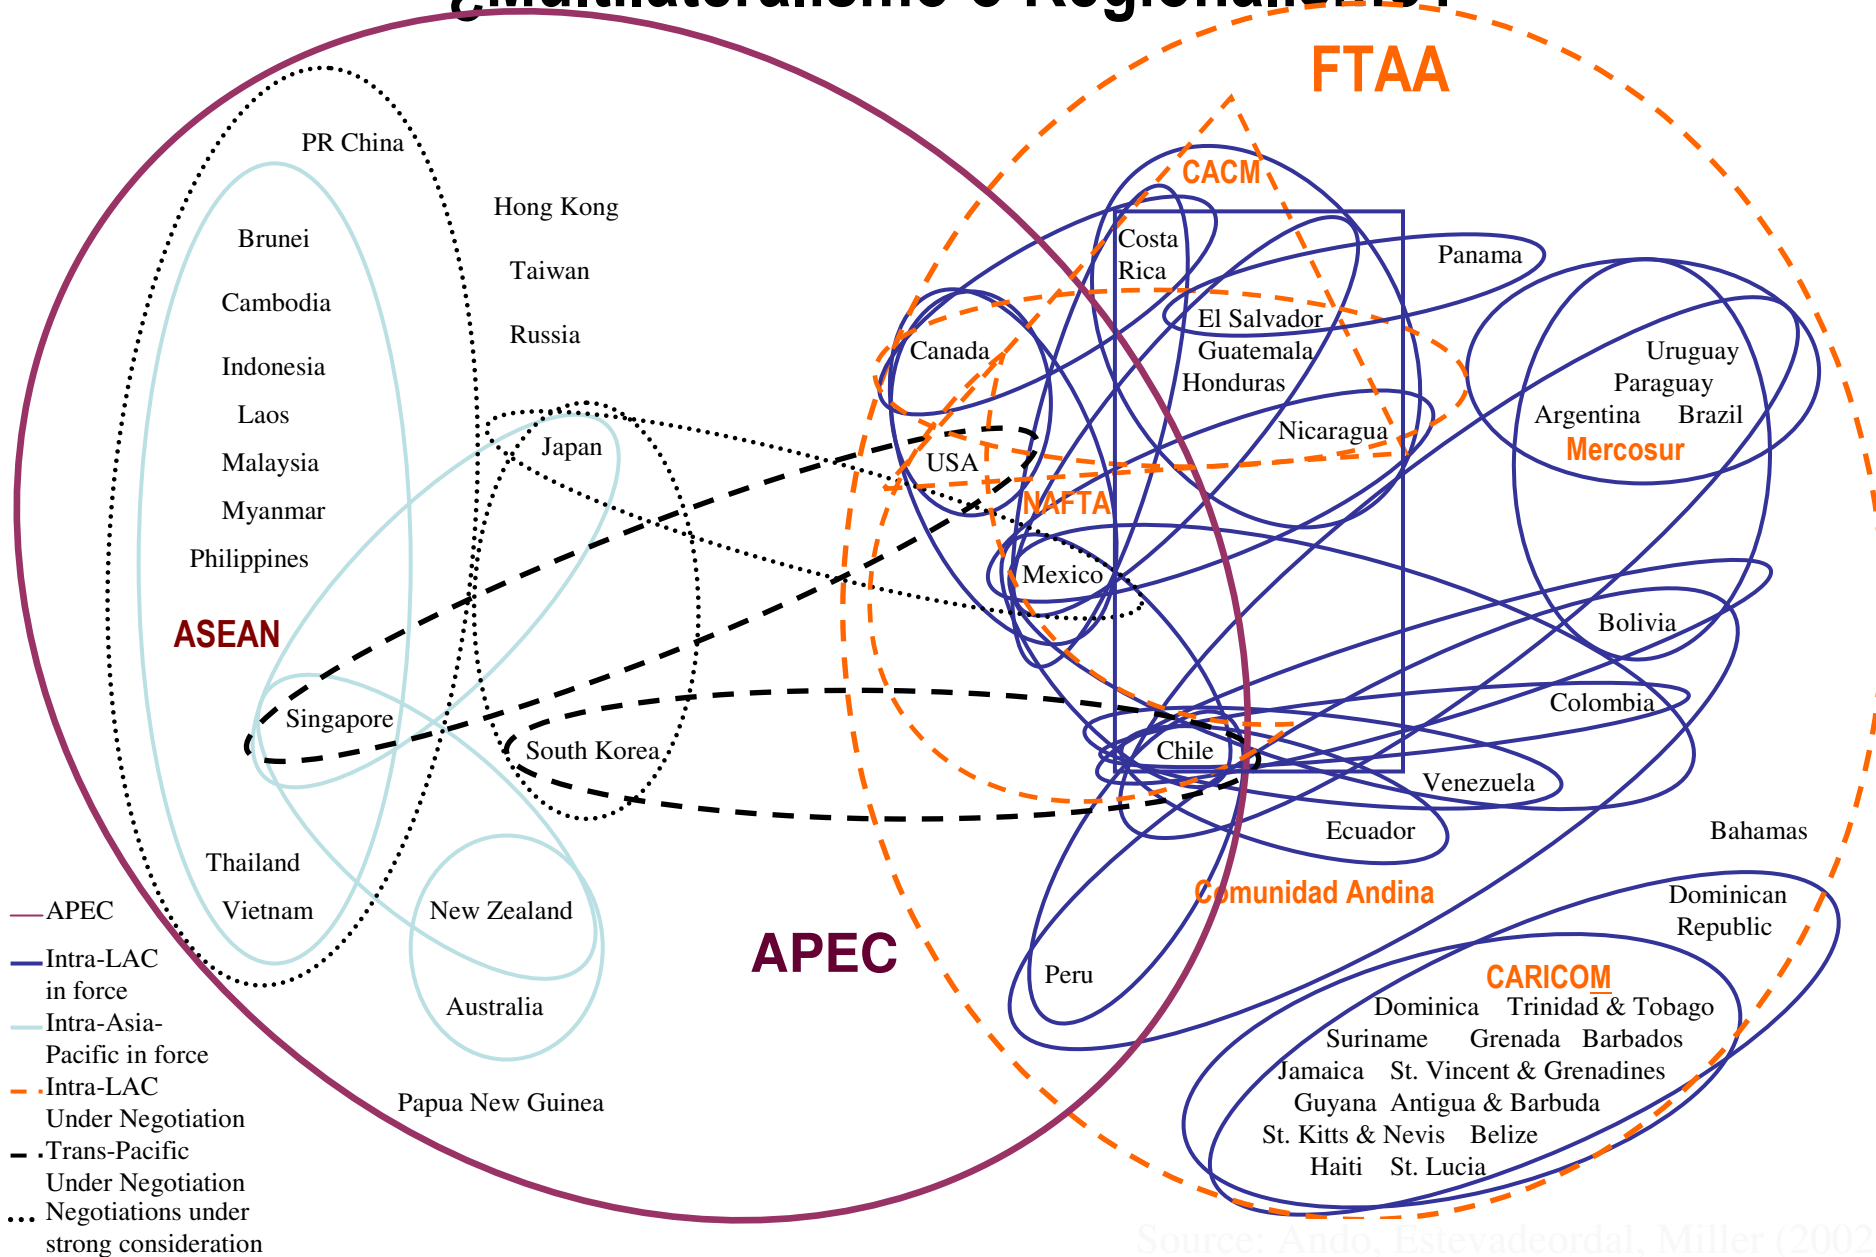 ¿Multilateralismo o Regionalismo?
FTAA
PR China
CACM
Hong Kong
Brunei
Costa
Rica
Panama
Taiwan
Cambodia
El Salvador
Russia
Canada
Guatemala
Uruguay
Indonesia
Honduras
Paraguay
Laos
Argentina Brazil
Japan
Nicaragua
Mercosur
Malaysia
USA
NAFTA
Myanmar
Philippines
Mexico
ASEAN
Bolivia
Singapore
Colombia
South Korea
Chile
Venezuela
Ecuador
Bahamas
Thailand
Comunidad Andina
Dominican
Republic
Vietnam
New Zealand
APEC
Peru
CARICOM
Australia
Dominica Trinidad & Tobago
Suriname Grenada Barbados
Jamaica St. Vincent & Grenadines
Papua New Guinea
Guyana Antigua & Barbuda
St. Kitts & Nevis Belize
Haiti St. Lucia
APEC
Intra-LAC
in force
Intra-Asia-
Pacific in force
Intra-LAC
Under Negotiation
Trans-Pacific
Under Negotiation
Negotiations under
strong consideration
Source: Ando, Estevadeordal, Miller (2002